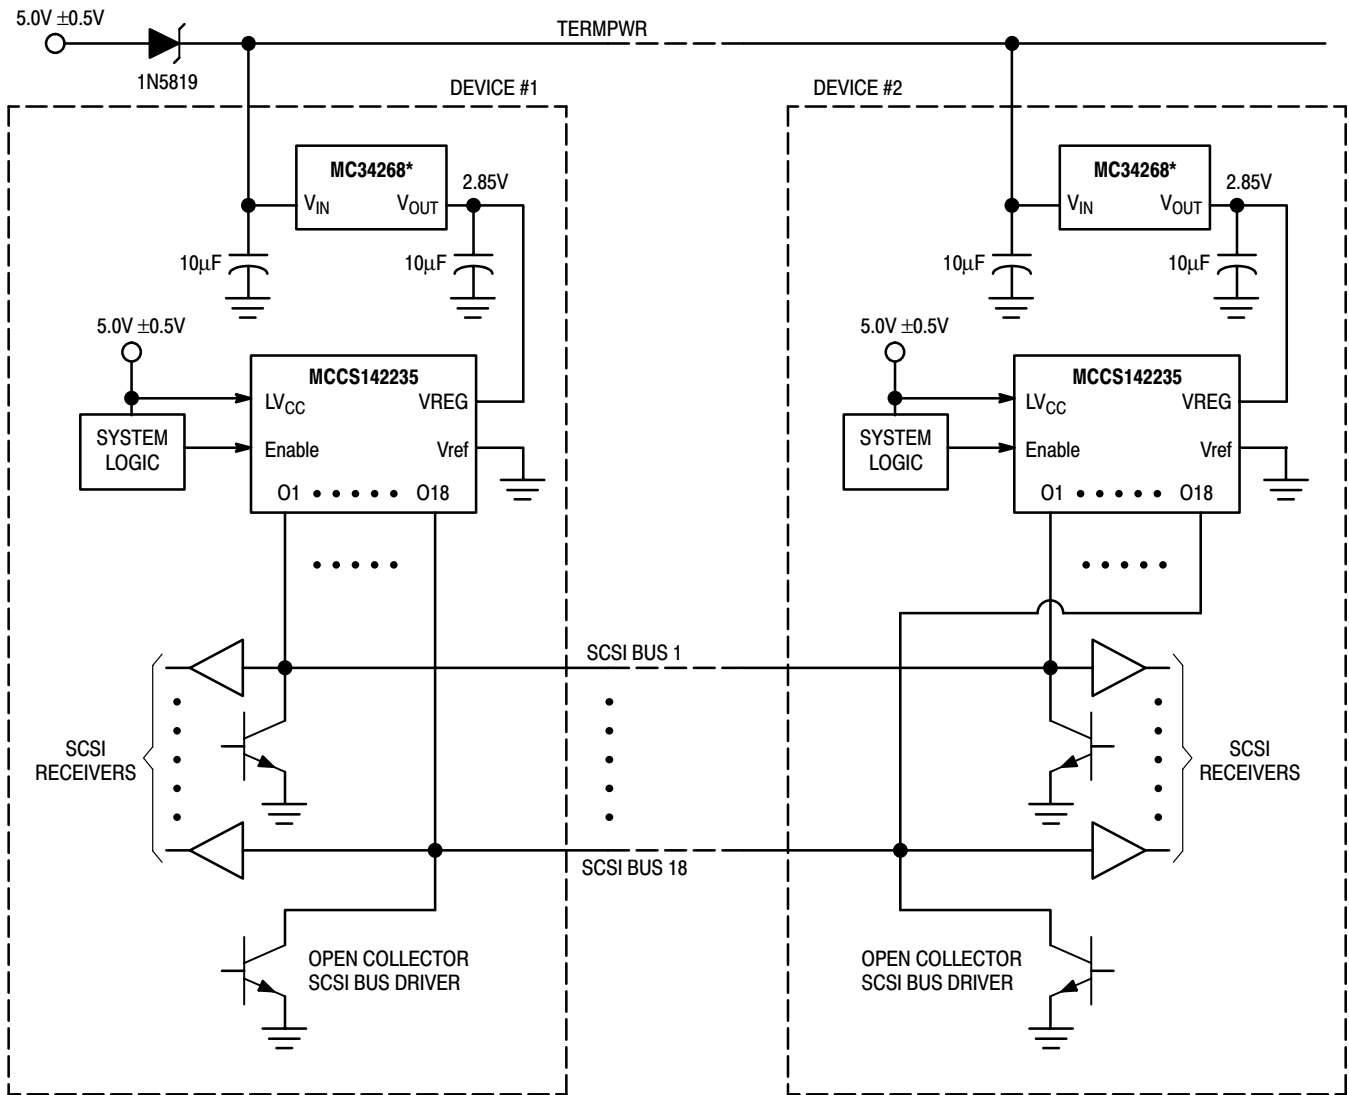 5.0V ±0.5V
TERMPWR
1N5819
DEVICE #1
DEVICE #2
MC34268*
2.85V
VIN
VOUT
10μF
10μF
MC34268*
2.85V
VIN
VOUT
10μF
10μF
5.0V ±0.5V
MCCS142235
LVCC
VREG
SYSTEM
LOGIC
Enable
Vref
O1
O18
5.0V ±0.5V
MCCS142235
LVCC
VREG
SYSTEM
LOGIC
Enable
Vref
O1
O18
SCSI BUS 1
SCSI
RECEIVERS
SCSI
RECEIVERS
SCSI BUS 18
OPEN COLLECTOR
SCSI BUS DRIVER
OPEN COLLECTOR
SCSI BUS DRIVER